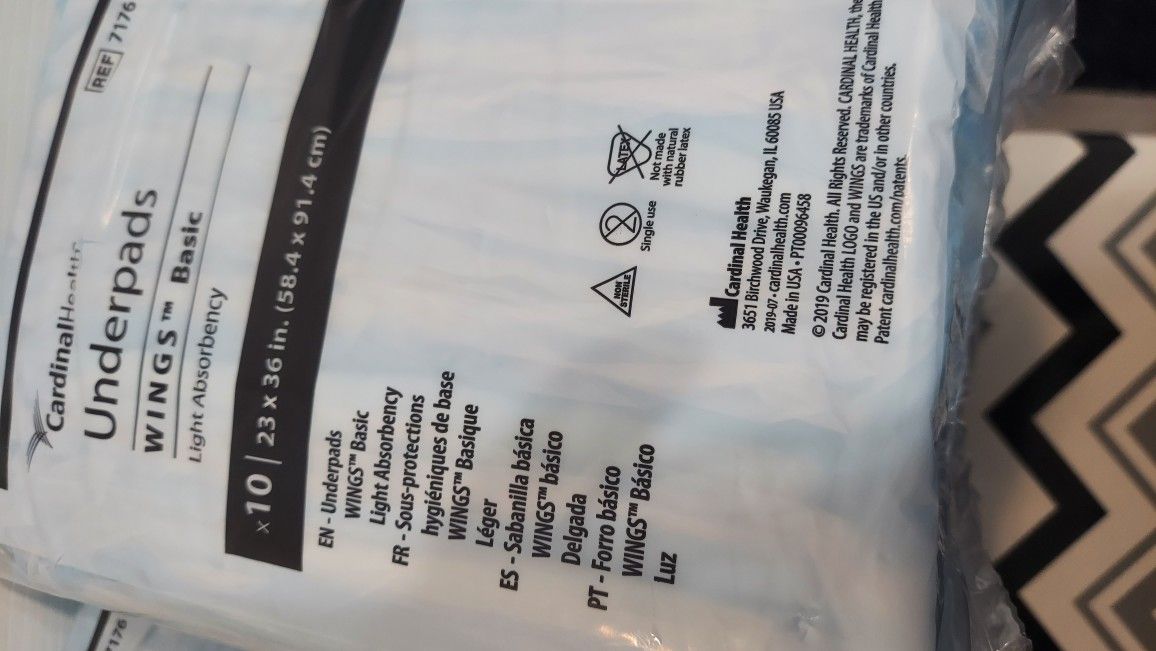 CardinalHealth
REF 7176
Underpads
WINGS™ Basic
Light Absorbency
x 10 | 23 x 36 in. (58.4 x 91.4 cm)
EN - Underpads
WINGS™ Basic
Light Absorbency
FR - Sous-protections
hygiéniques de base
WINGS™ Basique
Léger
ES - Sabanilla básica
WINGS™ básico
Delgada
PT - Forro básico
WINGS™ Básico
Luz
NON
STERILE
Single use
LATEX
Not made
with natural
rubber latex
Cardinal Health
3651 Birchwood Drive, Waukegan, IL 60085 USA
2019-07 • cardinalhealth.com
Made in USA • PT00096458
© 2019 Cardinal Health. All Rights Reserved. CARDINAL HEALTH, the
Cardinal Health LOGO and WINGS are trademarks of Cardinal Health
may be registered in the US and/or in other countries.
Patent cardinalhealth.com/patents
7176